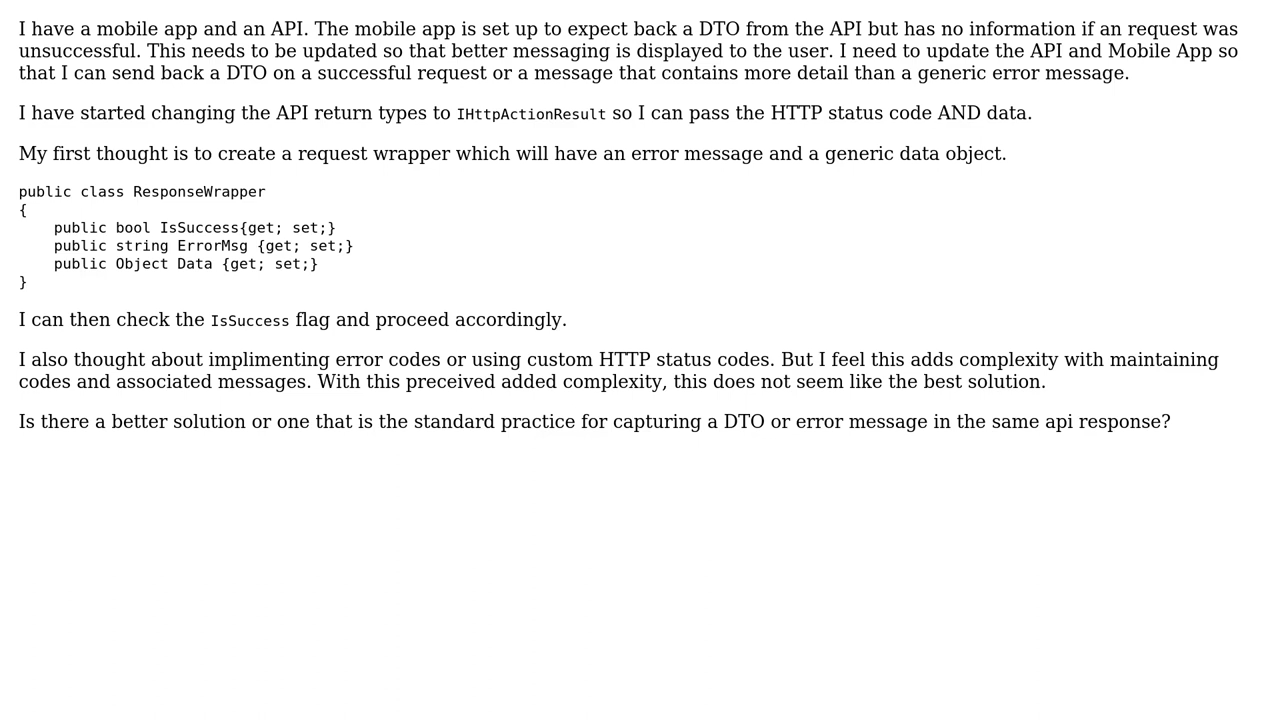 I have a mobile app and an API. The mobile app is set up to expect back a DTO from the API but has no information if an request was
unsuccessful. This needs to be updated so that better messaging is displayed to the user. I need to update the API and Mobile App so
that I can send back a DTO on a successful request or a message that contains more detail than a generic error message.
I have started changing the API return types to IHttpActionResult so I can pass the HTTP status code AND data.
My first thought is to create a request wrapper which will have an error message and a generic data object.
public class ResponseWrapper
{
    public bool IsSuccess{get; set;}
    public string ErrorMsg {get; set;}
    public Object Data {get; set;}
}
I can then check the IsSuccess flag and proceed accordingly.
I also thought about implimenting error codes or using custom HTTP status codes. But I feel this adds complexity with maintaining
codes and associated messages. With this preceived added complexity, this does not seem like the best solution.
Is there a better solution or one that is the standard practice for capturing a DTO or error message in the same api response?